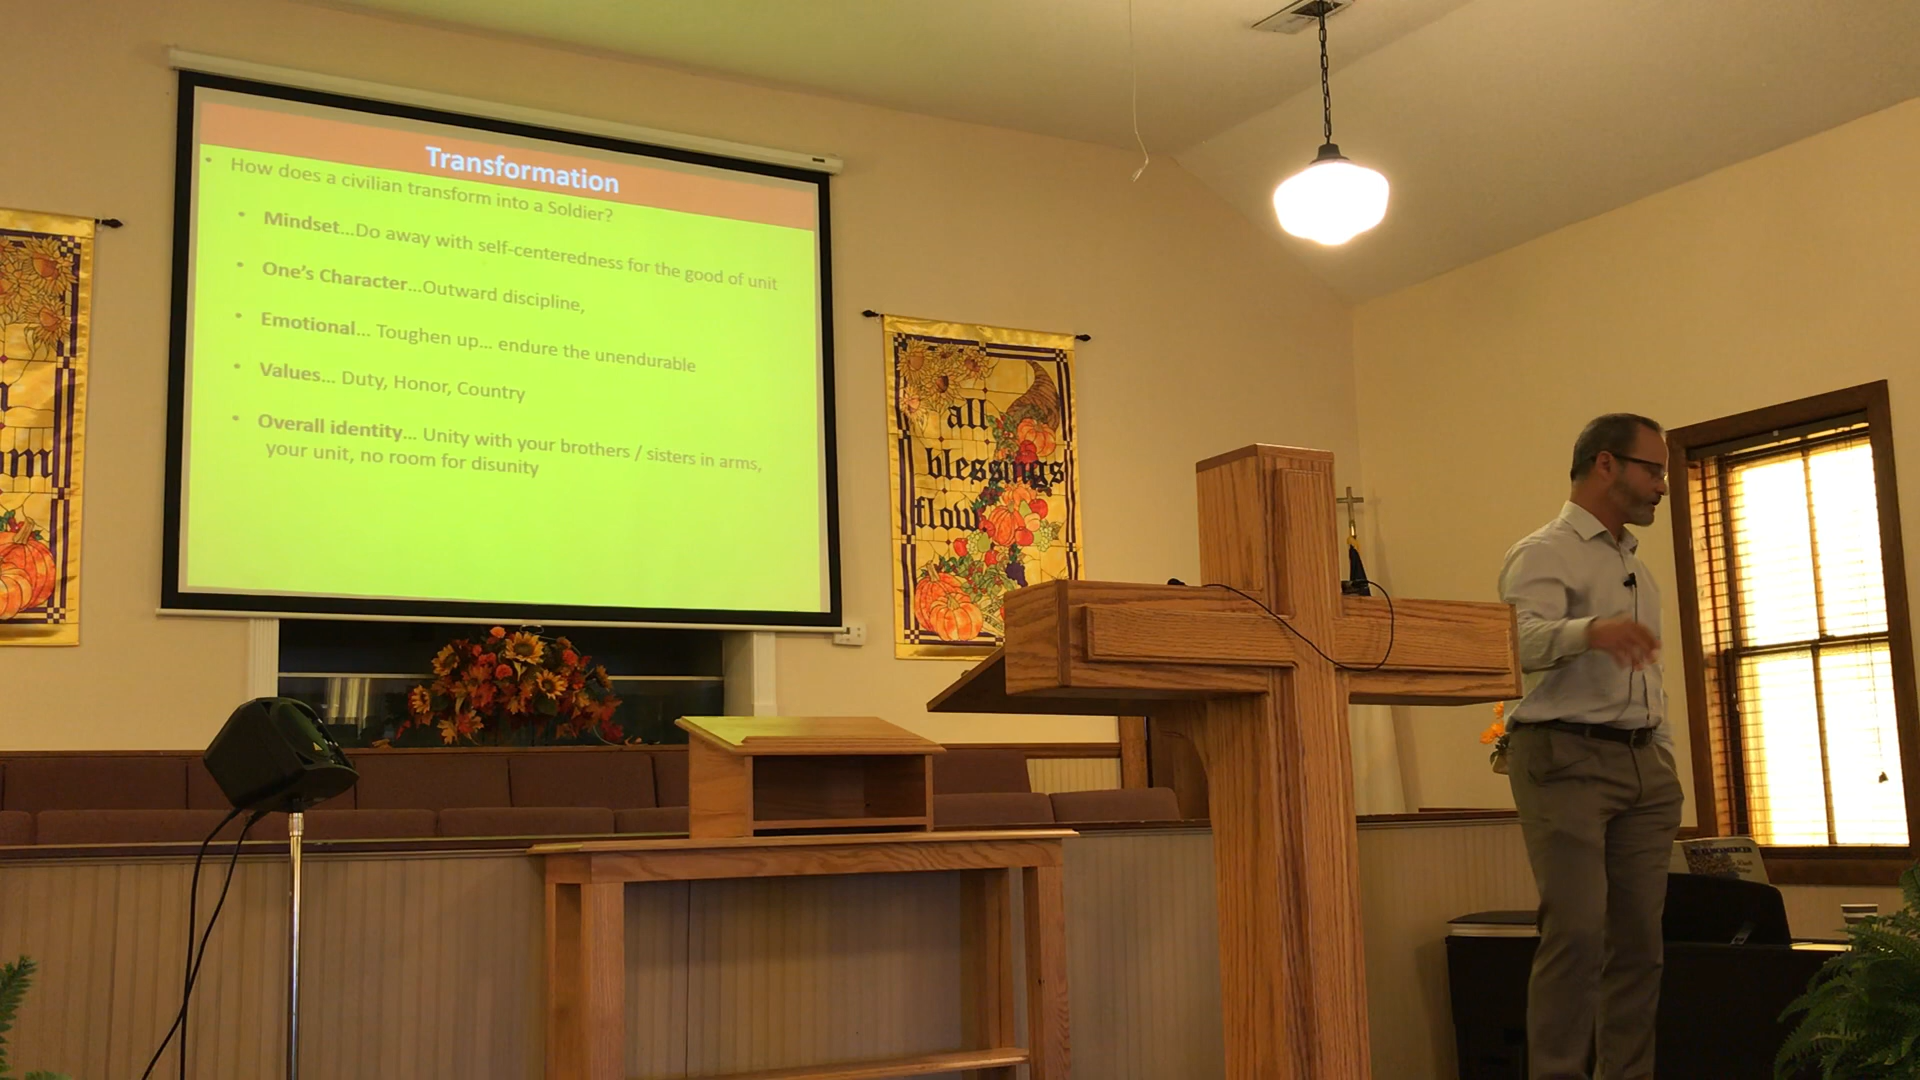 Transformation
• How does a civilian transform into a Soldier?
• Mindset...Do away with self-centeredness for the good of unit
• One's Character...Outward discipline,
• Emotional... Toughen up... endure the unendurable
• Values... Duty, Honor, Country
• Overall identity... Unity with your brothers / sisters in arms,
your unit, no room for disunity
all
blessings
flow